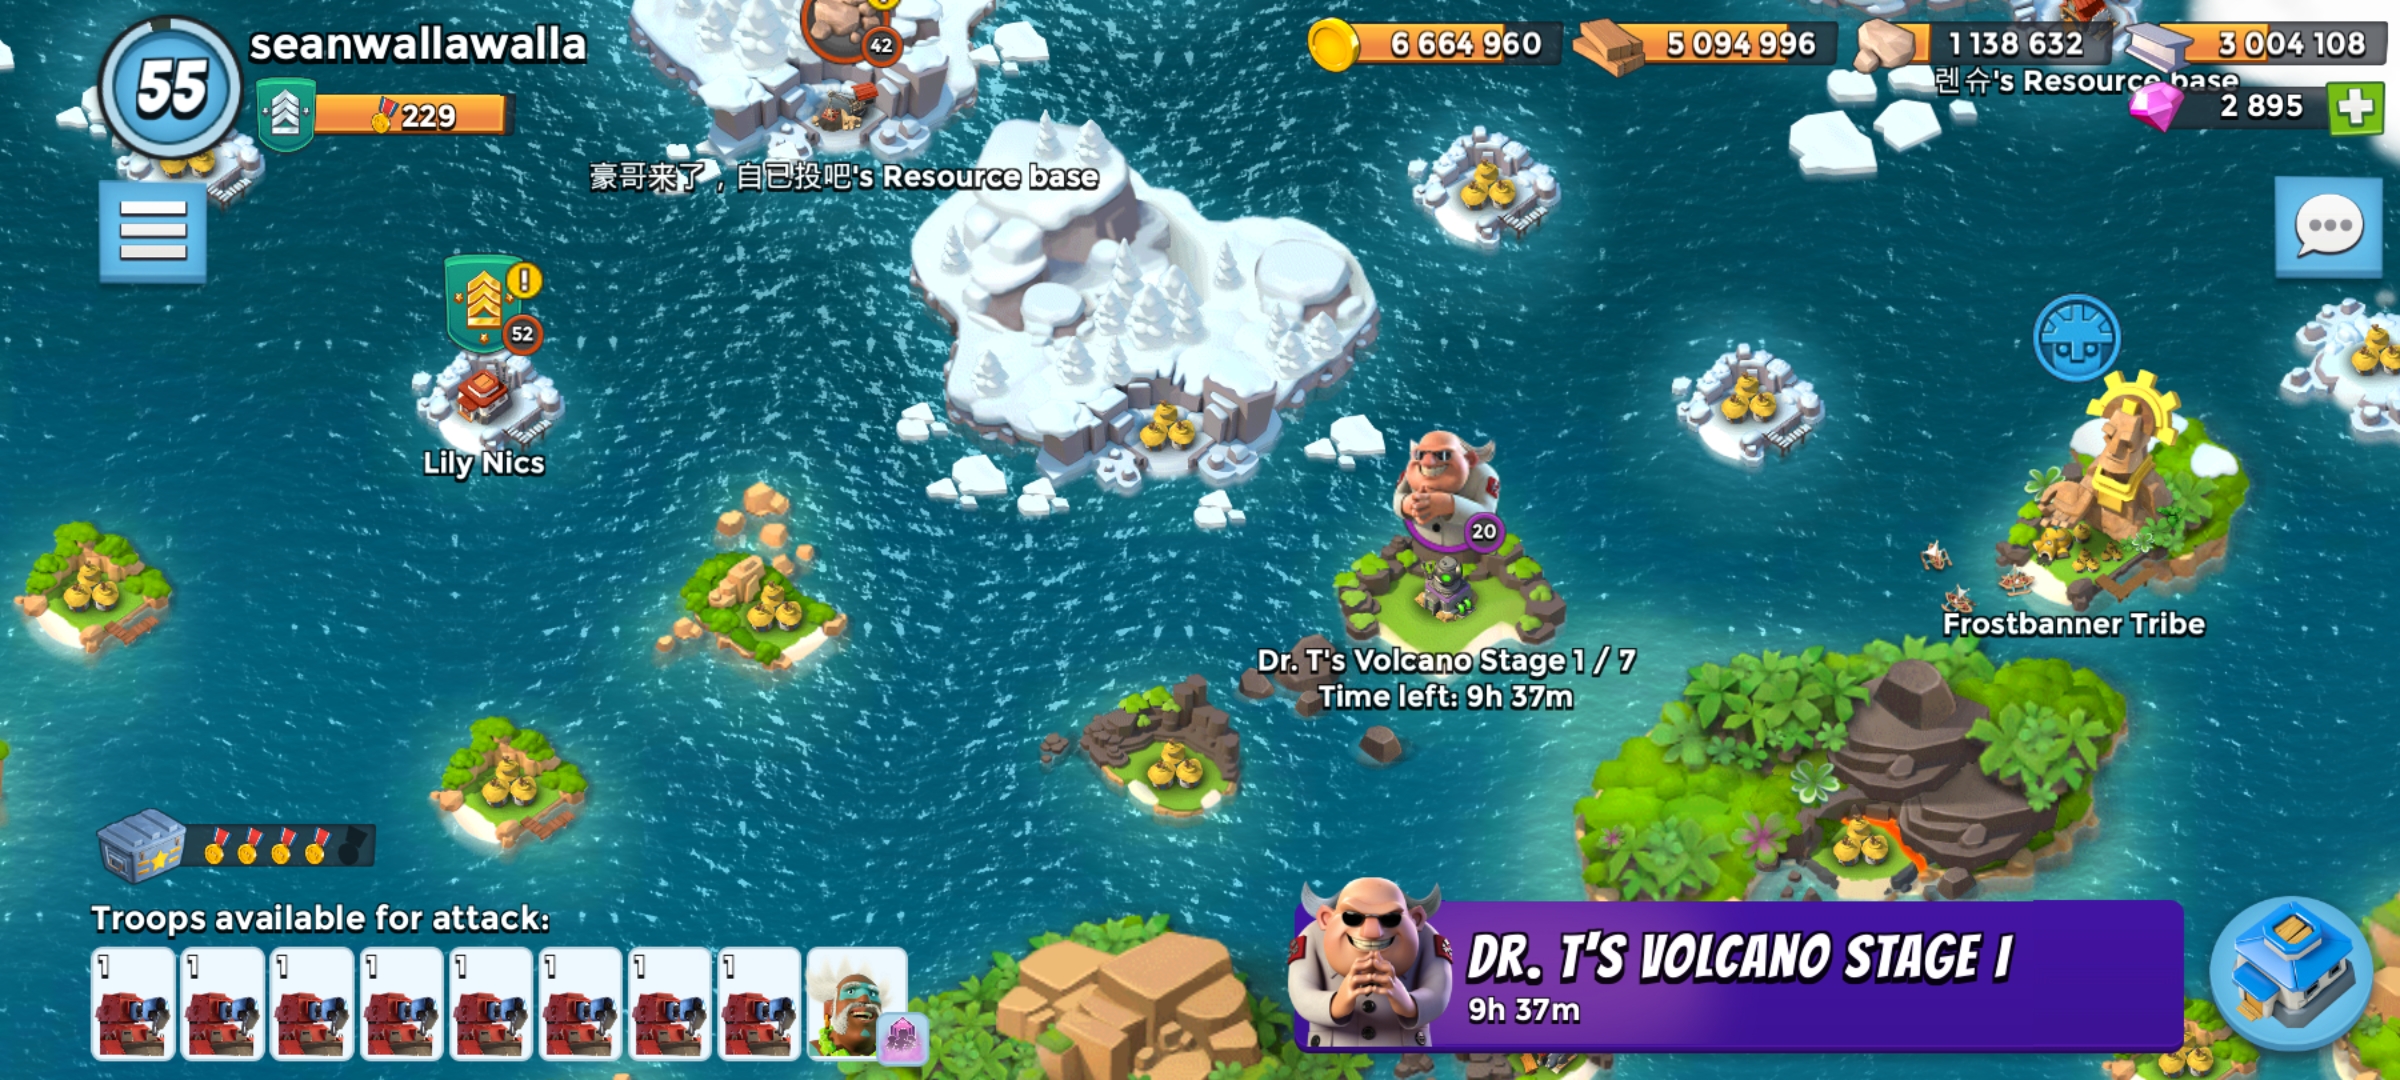 55
seanwallawalla
229
42
6 664 960
5 094 996
1 138 632
3 004 108
렌슈's Resource base
2 895
豪哥来了，自已投吧's Resource base
52
Lily Nics
20
Dr. T's Volcano Stage 1 / 7
Time left: 9h 37m
Frostbanner Tribe
Troops available for attack:
1 1 1 1 1 1 1 1
DR. T'S VOLCANO STAGE 1
9h 37m